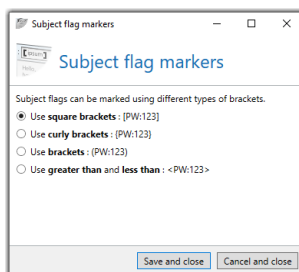 Subject flag markers
Subject flag markers
Subject flags can be marked using different types of brackets.
Use square brackets : [PW:123]
Use curly brackets : {PW:123}
Use brackets : (PW:123)
Use greater than and less than : <PW:123>
Save and close
Cancel and close